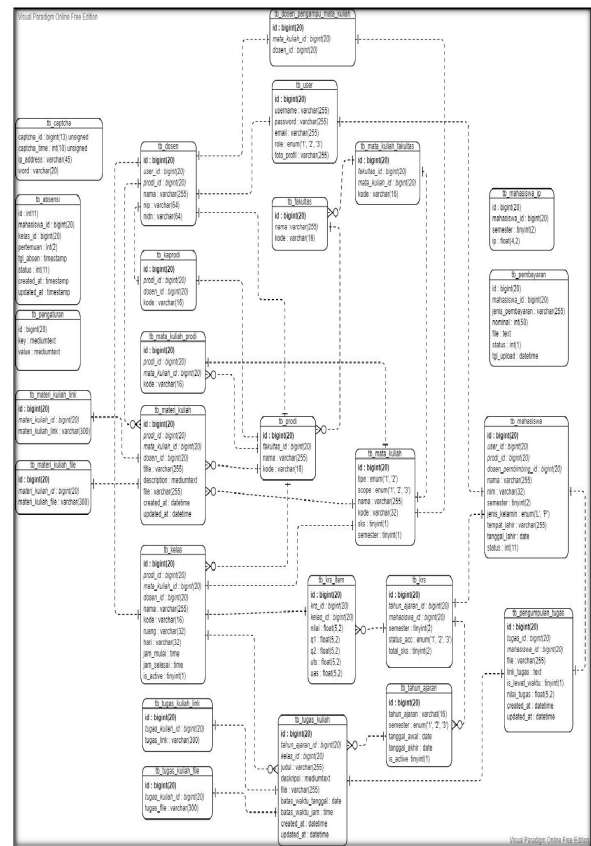 Visual Paradigm Online Free Edition
tb_dosen_pengampu_mata_kuliah
id : bigint(20)
mata_kuliah_id : bigint(20)
dosen_id : bigint(20)
tb_user
id : bigint(20)
username : varchar(255)
password : varchar(255)
email : varchar(255)
role : enum('1', '2', '3')
foto_profil : varchar(255)
tb_captcha
captcha_id : bigint(13) unsigned
captcha_time : int(10) unsigned
ip_address : varchar(45)
word : varchar(20)
tb_dosen
id : bigint(20)
user_id : bigint(20)
prodi_id : bigint(20)
nama : varchar(255)
nip : varchar(64)
nidn : varchar(64)
tb_mata_kuliah_fakultas
id : bigint(20)
fakultas_id : bigint(20)
mata_kuliah_id : bigint(20)
kode : varchar(16)
tb_absensi
id : int(11)
mahasiswa_id : bigint(20)
kelas_id : bigint(20)
pertemuan : int(2)
tgl_absen : timestamp
status : int(11)
created_at : timestamp
updated_at : timestamp
tb_fakultas
id : bigint(20)
nama : varchar(255)
kode : varchar(16)
tb_mahasiswa_ip
id : bigint(20)
mahasiswa_id : bigint(20)
semester : tinyint(2)
ip : float(4,2)
tb_kaprodi
id : bigint(20)
prodi_id : bigint(20)
dosen_id : bigint(20)
kode : varchar(16)
tb_pembayaran
id : bigint(20)
mahasiswa_id : bigint(20)
jenis_pembayaran : varchar(255)
nominal : int(50)
file : text
status : int(1)
tgl_upload : datetime
tb_pengaturan
id : bigint(20)
key : mediumtext
value : mediumtext
tb_mata_kuliah_prodi
id : bigint(20)
prodi_id : bigint(20)
mata_kuliah_id : bigint(20)
kode : varchar(16)
tb_materi_kuliah_link
id : bigint(20)
materi_kuliah_id : bigint(20)
materi_kuliah_link : varchar(300)
tb_materi_kuliah
id : bigint(20)
prodi_id : bigint(20)
mata_kuliah_id : bigint(20)
dosen_id : bigint(20)
title : varchar(255)
description : mediumtext
file : varchar(255)
created_at : datetime
updated_at : datetime
tb_prodi
id : bigint(20)
fakultas_id : bigint(20)
nama : varchar(255)
kode : varchar(16)
tb_mahasiswa
id : bigint(20)
user_id : bigint(20)
prodi_id : bigint(20)
dosen_pembimbing_id : bigint(20)
nama : varchar(255)
nim : varchar(32)
semester : tinyint(2)
jenis_kelamin : enum('L', 'P')
tempat_lahir : varchar(255)
tanggal_lahir : date
status : int(11)
tb_materi_kuliah_file
id : bigint(20)
materi_kuliah_id : bigint(20)
materi_kuliah_file : varchar(300)
tb_mata_kuliah
id : bigint(20)
tipe : enum('1', '2')
scope : enum('1', '2', '3')
nama : varchar(255)
kode : varchar(32)
sks : tinyint(1)
semester : tinyint(1)
tb_kelas
id : bigint(20)
prodi_id : bigint(20)
mata_kuliah_id : bigint(20)
dosen_id : bigint(20)
nama : varchar(255)
kode : varchar(16)
ruang : varchar(32)
hari : varchar(32)
jam_mulai : time
jam_selesai : time
is_active : tinyint(1)
tb_krs_item
id : bigint(20)
krs_id : bigint(20)
kelas_id : bigint(20)
nilai : float(5,2)
q1 : float(5,2)
q2 : float(5,2)
uts : float(5,2)
uas : float(5,2)
tb_krs
id : bigint(20)
tahun_ajaran_id : bigint(20)
mahasiswa_id : bigint(20)
semester : tinyint(2)
status_acc : enum('1', '2', '3')
total_sks : tinyint(2)
tb_pengumpulan_tugas
id : bigint(20)
tugas_id : bigint(20)
mahasiswa_id : bigint(20)
file : varchar(255)
link_tugas : text
is_lewat_waktu : tinyint(1)
nilai_tugas : float(5,2)
created_at : datetime
updated_at : datetime
tb_tahun_ajaran
id : bigint(20)
tahun_ajaran : varchar(16)
semester : enum('1', '2', '3')
tanggal_awal : date
tanggal_akhir : date
is_active tinyint(1)
tb_tugas_kuliah_link
id : bigint(20)
tugas_kuliah_id : bigint(20)
tugas_link : varchar(300)
tb_tugas_kuliah
id : bigint(20)
tahun_ajaran_id : bigint(20)
kelas_id : bigint(20)
judul : varchar(255)
deskripsi : mediumtext
file : varchar(255)
batas_waktu_tanggal : date
batas_waktu_jam : time
created_at : datetime
updated_at : datetime
tb_tugas_kuliah_file
id : bigint(20)
tugas_kuliah_id : bigint(20)
tugas_file : varchar(300)
Visual Paradigm Online Free Edition